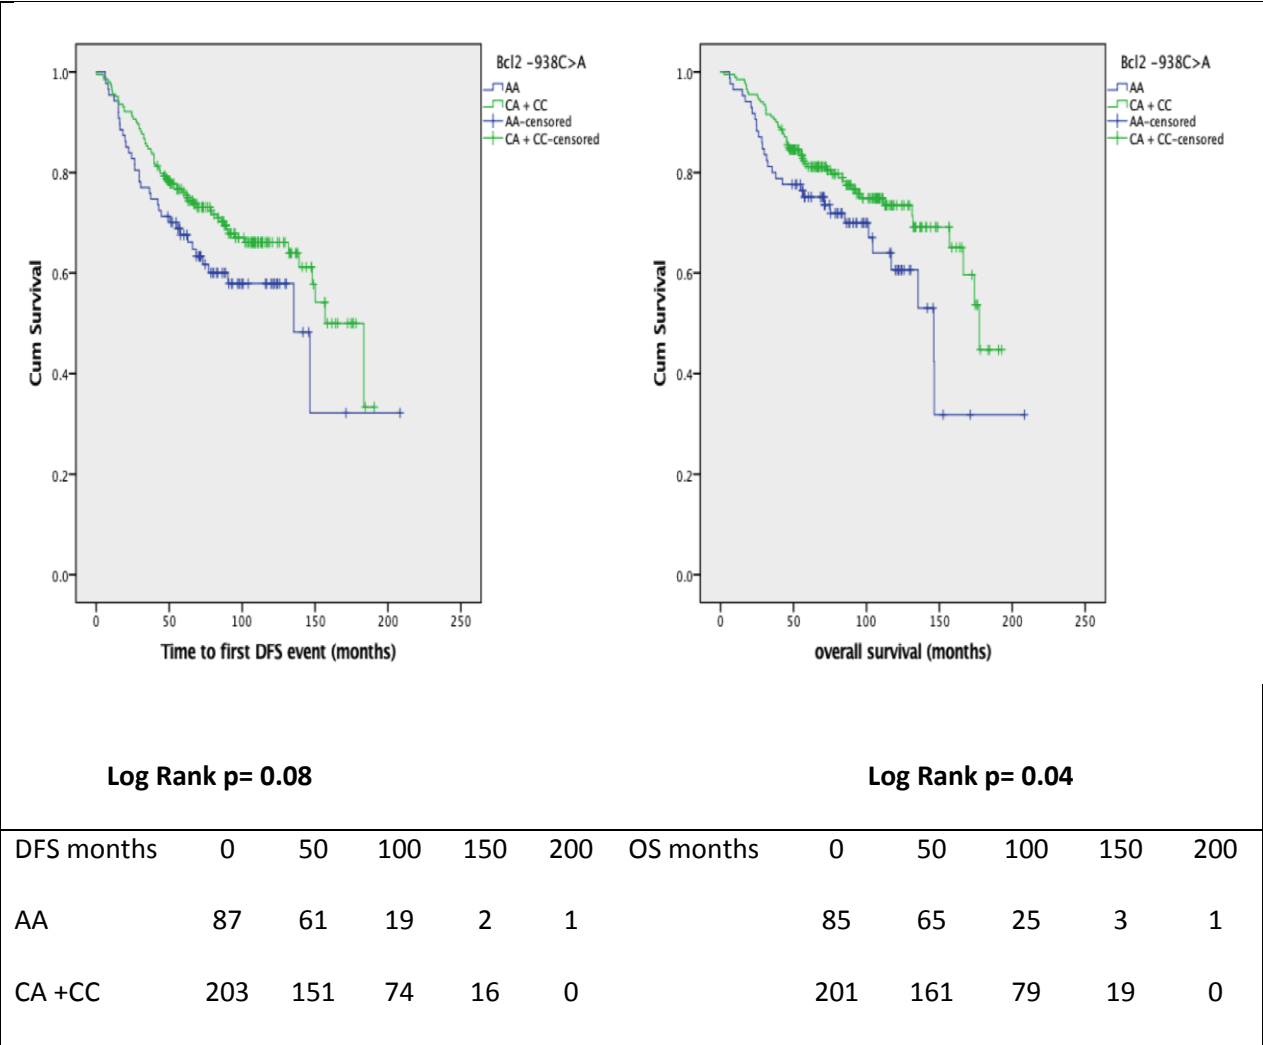 Bcl2 -938C>A
AA
CA + CC
AA-censored
CA + CC-censored
1.0
0.8
0.6
0.4
0.2
0.0
Cum Survival
0 50 100 150 200 250
Time to first DFS event (months)
Bcl2 -938C>A
AA
CA + CC
AA-censored
CA + CC-censored
1.0
0.8
0.6
0.4
0.2
0.0
Cum Survival
0 50 100 150 200 250
overall survival (months)
Log Rank p= 0.08 Log Rank p= 0.04
DFS months 0 50 100 150 200 OS months 0 50 100 150 200
AA 87 61 19 2 1 85 65 25 3 1
CA +CC 203 151 74 16 0 201 161 79 19 0